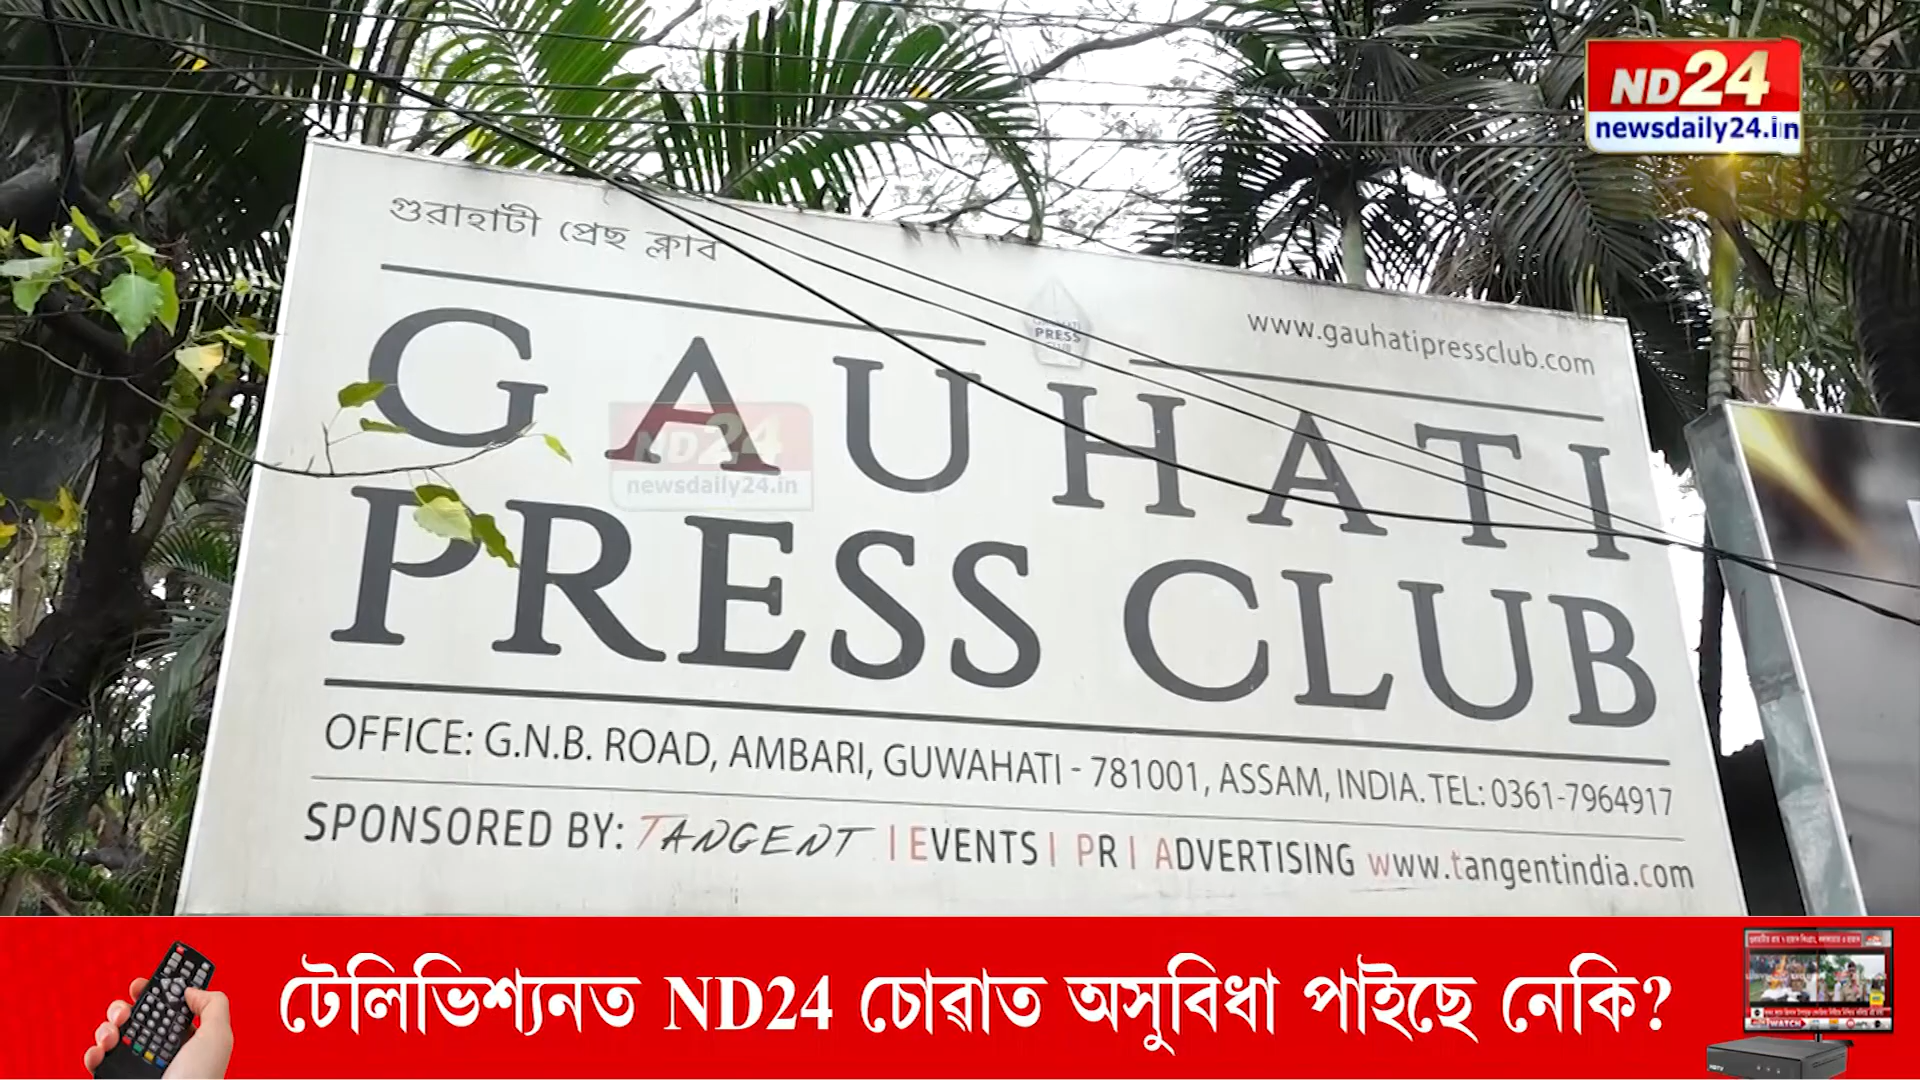 ND24
newsdaily24.in
গুৱাহাটী প্ৰেছ ক্লাব
www.gauhatipressclub.com
PRESS
GAUHATI
ND24
newsdaily24.in
PRESS CLUB
OFFICE: G.N.B. ROAD, AMBARI, GUWAHATI - 781001, ASSAM, INDIA. TEL: 0361-7964917
SPONSORED BY: TANGENT | EVENTS | PR | ADVERTISING www.tangentindia.com
টেলিভিশ্যনত ND24 চোৱাত অসুবিধা পাইছে নেকি?
WATCH